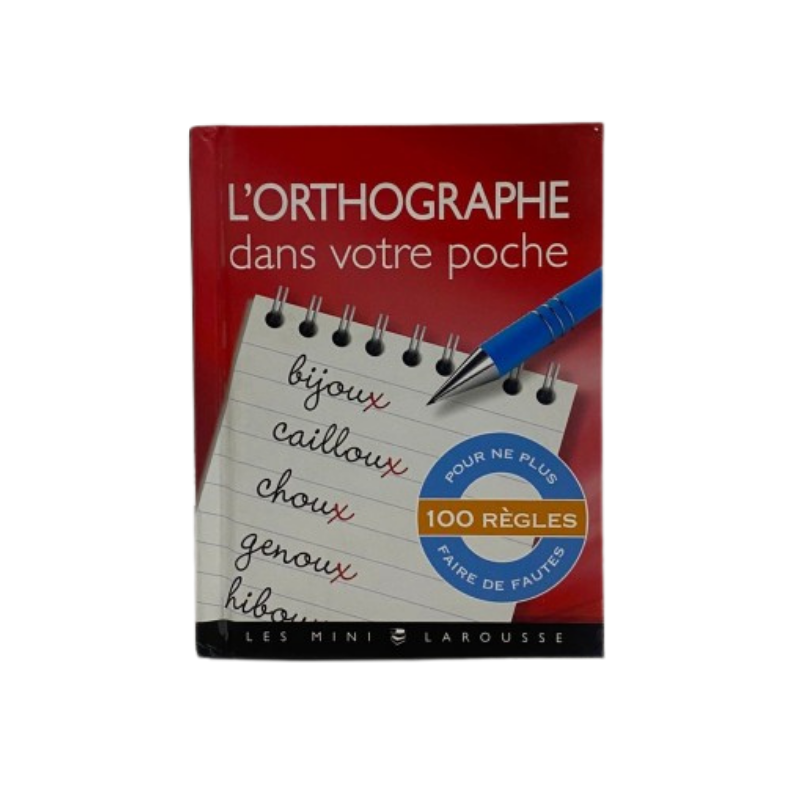 L'ORTHOGRAPHE
dans votre poche
bijoux
cailloux
choux
genoux
POUR NE PLUS
100 RÈGLES
FAIRE DE FAUTES
LES MINI LAROUSSE